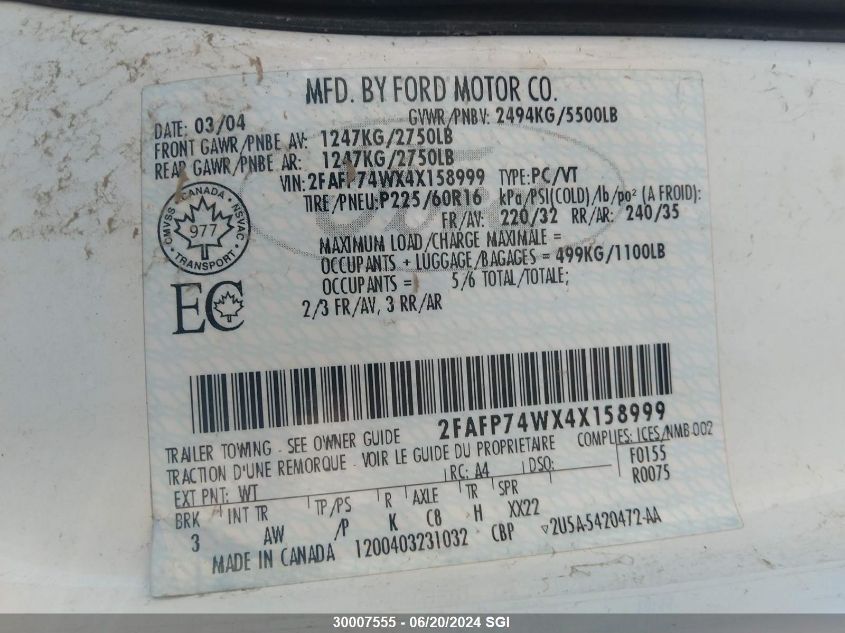 MFD. BY FORD MOTOR CO.
DATE: 03/04 GVWR/PNBV: 2494KG/5500LB
FRONT GAWR/PNBE AV: 1247KG/2750LB
REAR GAWR/PNBE AR: 1247KG/2750LB
VIN: 2FAFP74WX4X158999 TYPE: PC/VT
TIRE/PNEU: P225/60R16 kPa/PSI(COLD)/lb/po² (A FROID):
FR/AV: 220/32 RR/AR: 240/35
MAXIMUM LOAD/CHARGE MAXIMALE =
OCCUPANTS + LUGGAGE/BAGAGES = 499KG/1100LB
OCCUPANTS = 5/6 TOTAL/TOTALE;
2/3 FR/AV, 3 RR/AR
CMVSS CANADA NSVAC
977
TRANSPORT
EC
2FAFP74WX4X158999
TRAILER TOWING - SEE OWNER GUIDE COMPLIES: ICES/NMB 002
TRACTION D'UNE REMORQUE - VOIR LE GUIDE DU PROPRIETAIRE
EXT PNT: WT RC: A4 DSO: F0155
R0075
BRK INT TR TP/PS R AXLE TR SPR
3 AW /P K C8 H XX22
MADE IN CANADA 1200403231032 CBP ▽2U5A-5420472-AA
30007555 - 06/20/2024 SGI